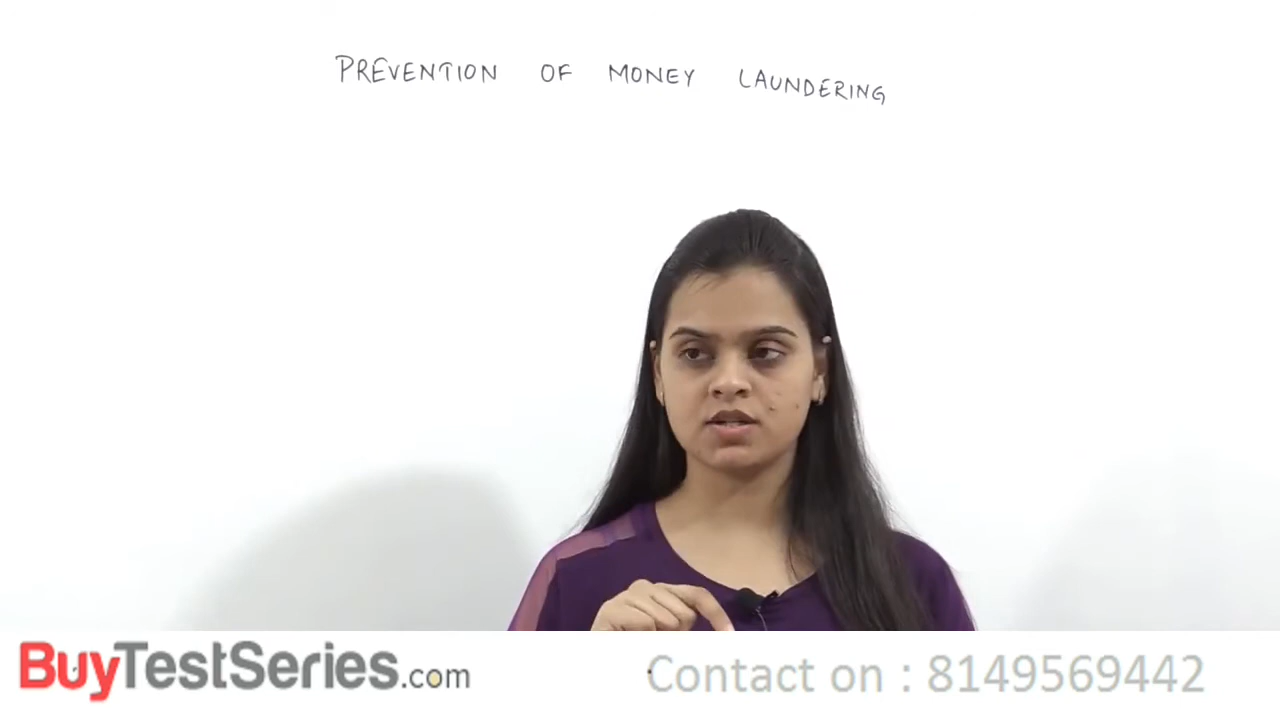 PREVENTION OF MONEY LAUNDERING
BuyTestSeries.com
Contact on : 8149569442